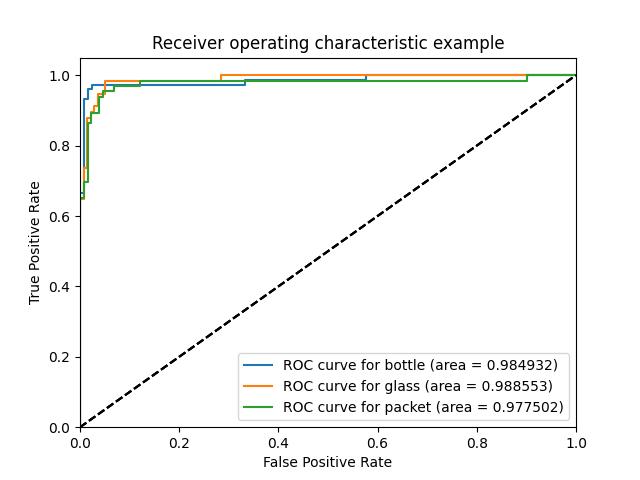 Receiver operating characteristic example
1.0
0.8
0.6
0.4
0.2
0.0
True Positive Rate
ROC curve for bottle (area = 0.984932)
ROC curve for glass (area = 0.988553)
ROC curve for packet (area = 0.977502)
0.0 0.2 0.4 0.6 0.8 1.0
False Positive Rate